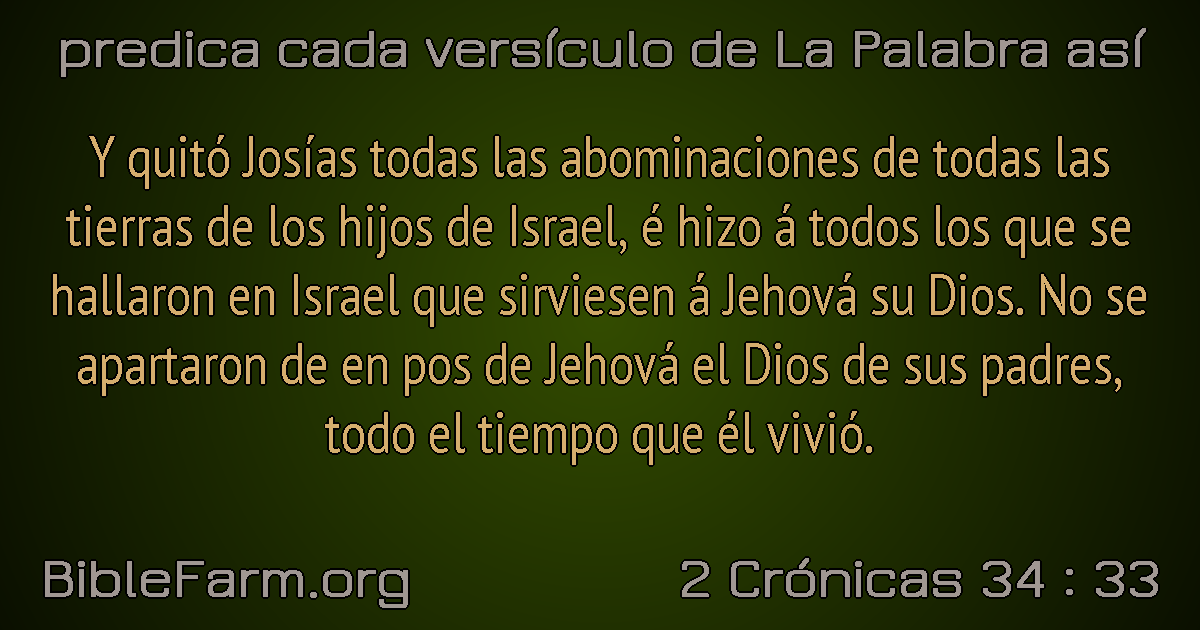 predica cada versículo de La Palabra así
Y quitó Josías todas las abominaciones de todas las
tierras de los hijos de Israel, é hizo á todos los que se
hallaron en Israel que sirviesen á Jehová su Dios. No se
apartaron de en pos de Jehová el Dios de sus padres,
todo el tiempo que él vivió.
BibleFarm.org
2 Crónicas 34 : 33